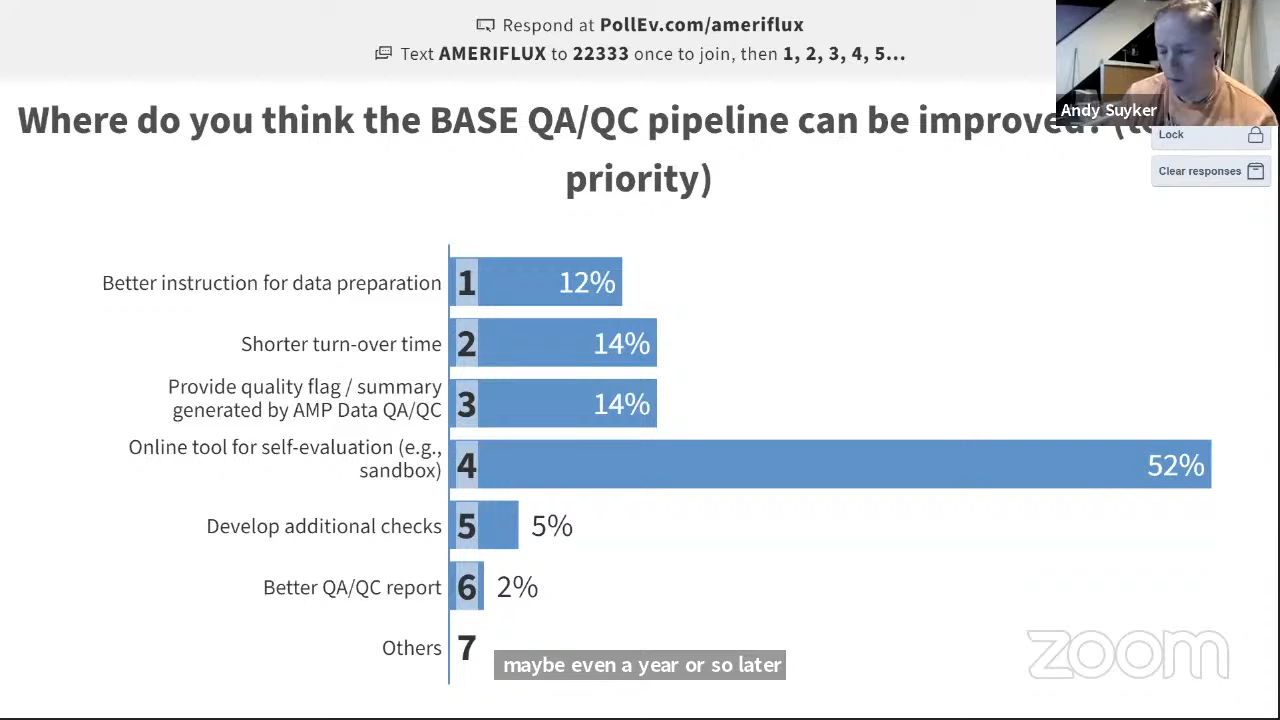 Respond at PollEv.com/ameriflux
Text AMERIFLUX to 22333 once to join, then 1, 2, 3, 4, 5...
Andy Suyker
Where do you think the BASE QA/QC pipeline can be improved?
priority)
Lock
Clear responses
Better instruction for data preparation 1 12%
Shorter turn-over time 2 14%
Provide quality flag / summary
generated by AMP Data QA/QC 3 14%
Online tool for self-evaluation (e.g.,
sandbox) 4 52%
Develop additional checks 5 5%
Better QA/QC report 6 2%
Others 7
maybe even a year or so later
zoom